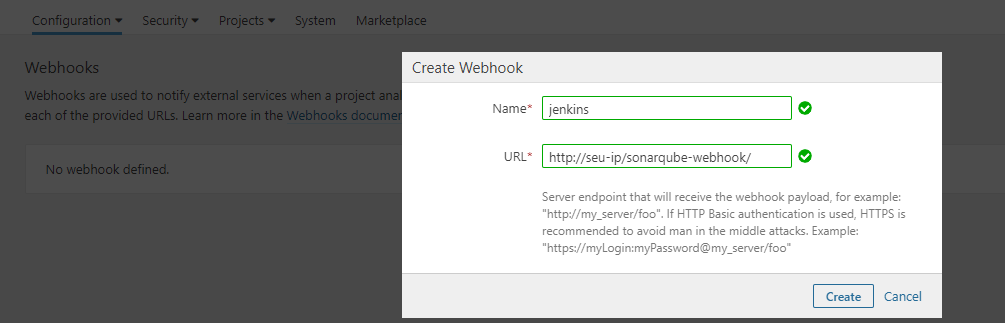 Configuration Security Projects System Marketplace
Webhooks
Webhooks are used to notify external services when a project anal
each of the provided URLs. Learn more in the Webhooks documen
No webhook defined.
Create Webhook
Name* jenkins
URL* http://seu-ip/sonarqube-webhook/
Server endpoint that will receive the webhook payload, for example:
"http://my_server/foo". If HTTP Basic authentication is used, HTTPS is
recommended to avoid man in the middle attacks. Example:
"https://myLogin:myPassword@my_server/foo"
Create Cancel